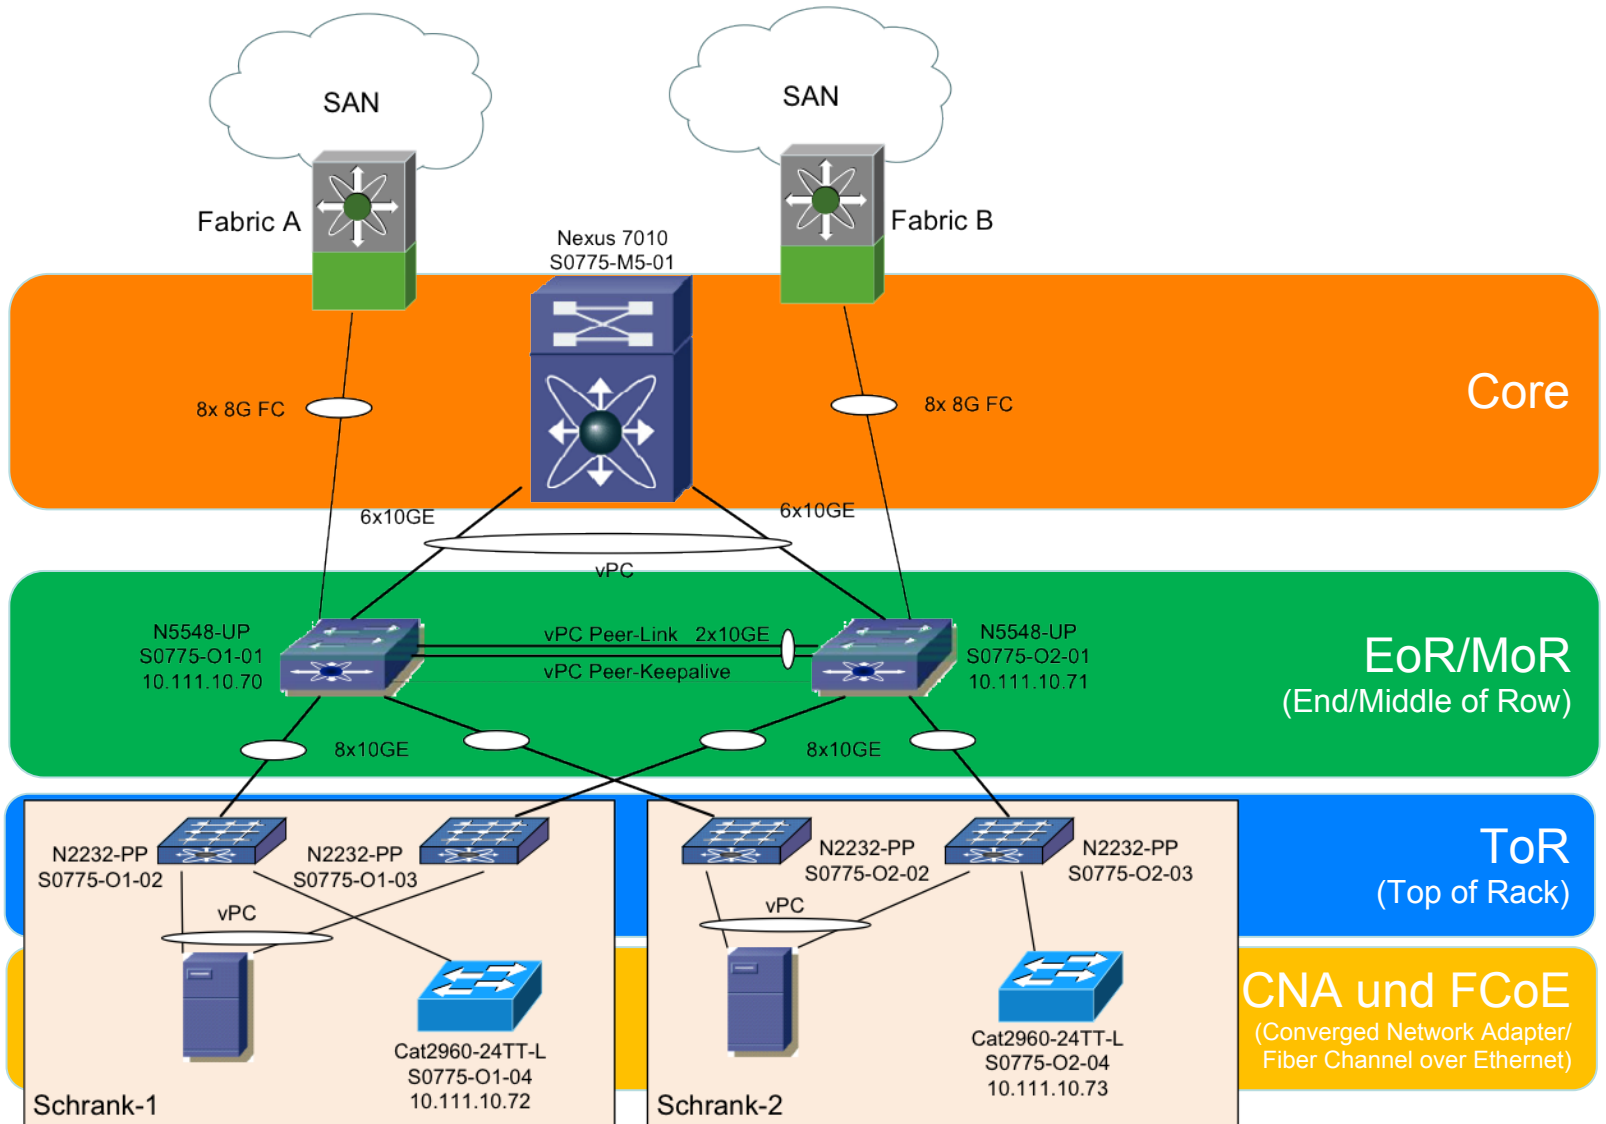 SAN
SAN
Fabric A
Fabric B
Nexus 7010
S0775-M5-01
Core
8x 8G FC
8x 8G FC
6x10GE
6x10GE
vPC
N5548-UP
S0775-O1-01
10.111.10.70
vPC Peer-Link 2x10GE
vPC Peer-Keepalive
N5548-UP
S0775-O2-01
10.111.10.71
EoR/MoR
(End/Middle of Row)
8x10GE
8x10GE
N2232-PP
S0775-O1-02
N2232-PP
S0775-O1-03
N2232-PP
S0775-O2-02
N2232-PP
S0775-O2-03
ToR
(Top of Rack)
vPC
vPC
CNA und FCoE
(Converged Network Adapter/
Fiber Channel over Ethernet)
Cat2960-24TT-L
S0775-O1-04
10.111.10.72
Cat2960-24TT-L
S0775-O2-04
10.111.10.73
Schrank-1
Schrank-2